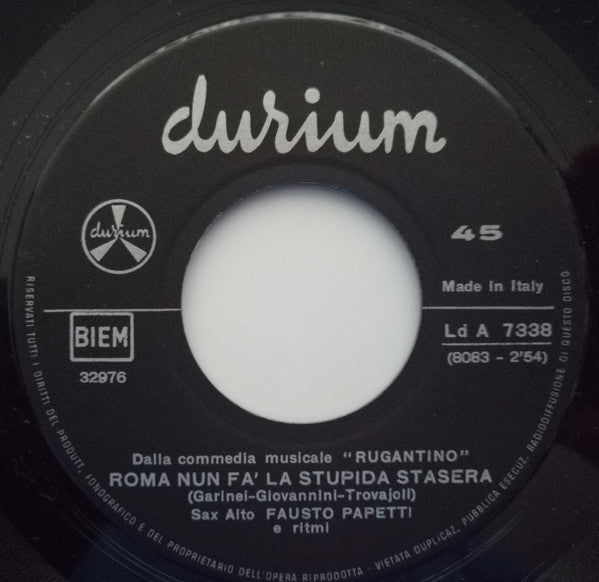 durium
durium
45
Made in Italy
BIEM
Ld A 7338
32976
(8083 - 2'54)
Dalla commedia musicale "RUGANTINO"
ROMA NUN FA' LA STUPIDA STASERA
(Garinei-Giovannini-Trovajoli)
Sax Alto FAUSTO PAPETTI
e ritmi
RISERVATI TUTTI I DIRITTI DEL PRODUTT. FONOGRAFICO E DEL PROPRIETARIO DELL'OPERA RIPRODOTTA - VIETATA DUPLICAZ. PUBBLICA ESECUZ. RADIODIFFUSIONE DI QUESTO DISCO